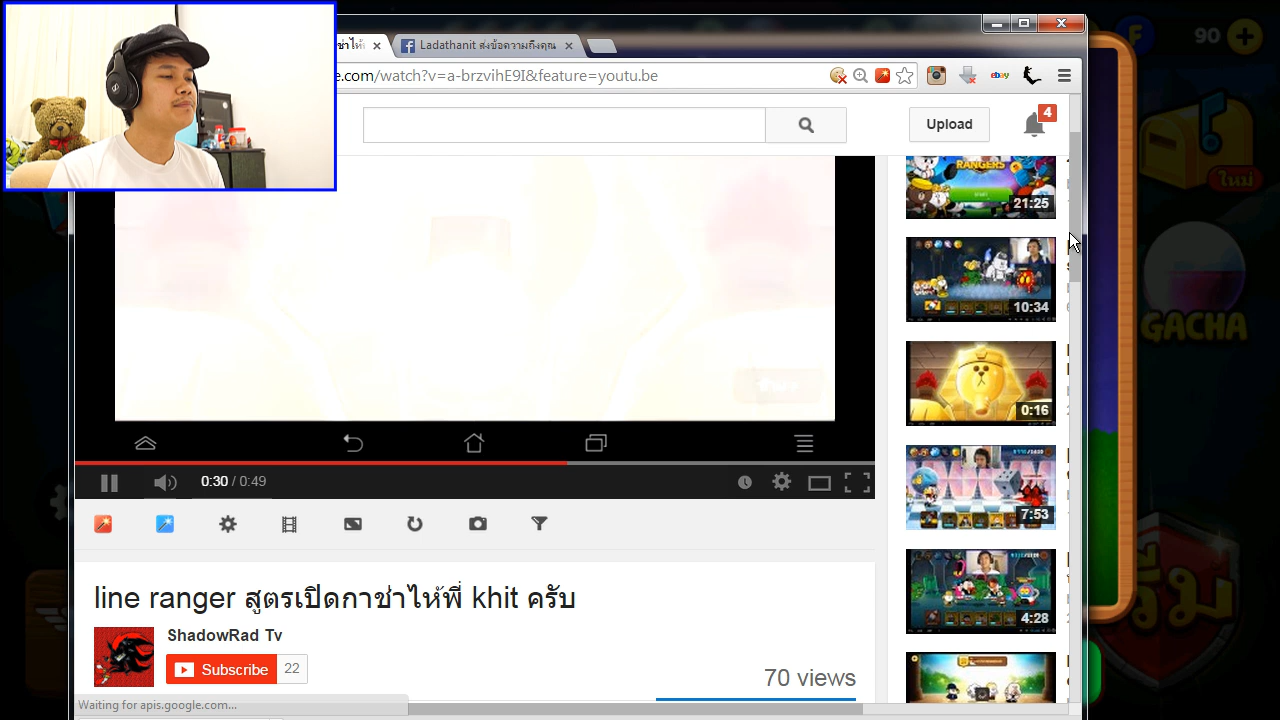 ช่าไห้
Ladathanit ส่งข้อความถึงคุณ
F
90
e.com/watch?v=a-brzvihE9I&feature=youtu.be
ebay
Upload
4
ใหม่
RANGERS
21:25
10:34
GACHA
0:16
7:53
0:30 / 0:49
4:28
line ranger สูตรเปิดกาช่าไห้พี่ khit ครับ
ShadowRad Tv
Subscribe
22
70 views
Waiting for apis.google.com...